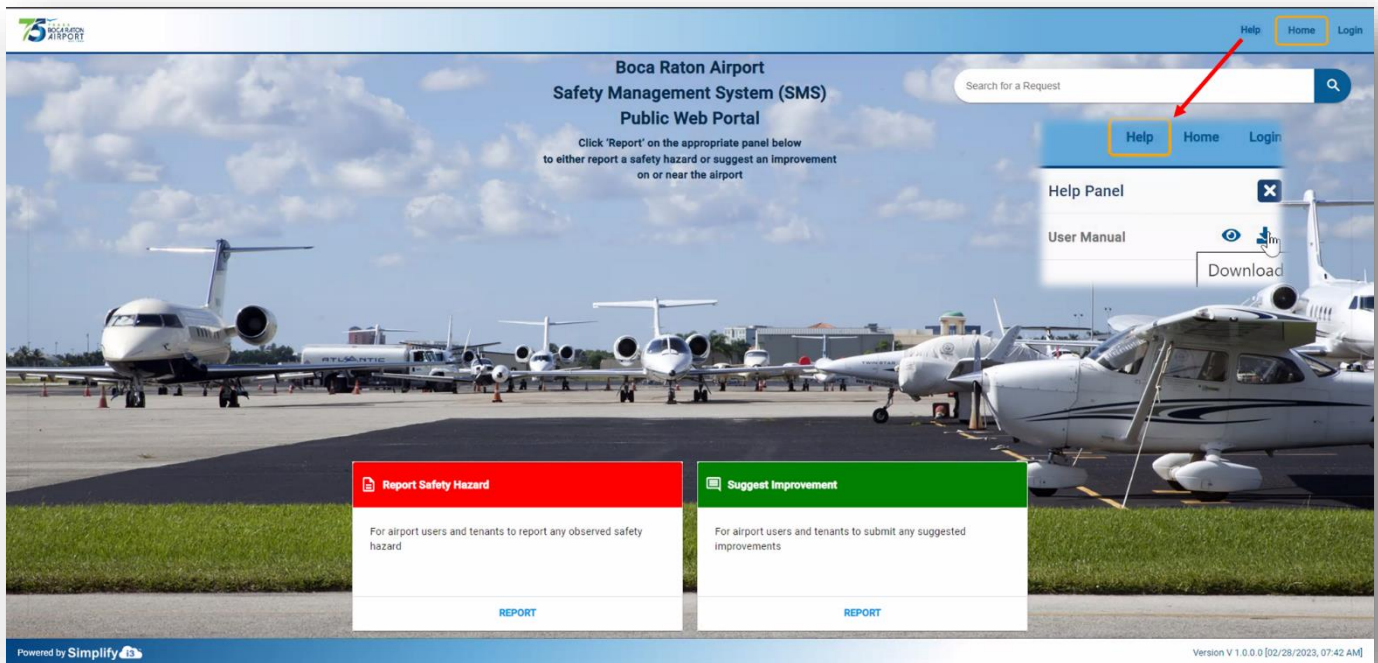 75 YEARS
BOCA RATON
AIRPORT
Help Home Login
Boca Raton Airport
Safety Management System (SMS)
Public Web Portal
Click 'Report' on the appropriate panel below
to either report a safety hazard or suggest an improvement
on or near the airport
Search for a Request
Help Home Login
Help Panel
User Manual
Download
ATLANTIC
Report Safety Hazard
For airport users and tenants to report any observed safety
hazard
REPORT
Suggest Improvement
For airport users and tenants to submit any suggested
improvements
REPORT
Powered by Simplify i3
Version V 1.0.0.0 [02/28/2023, 07:42 AM]